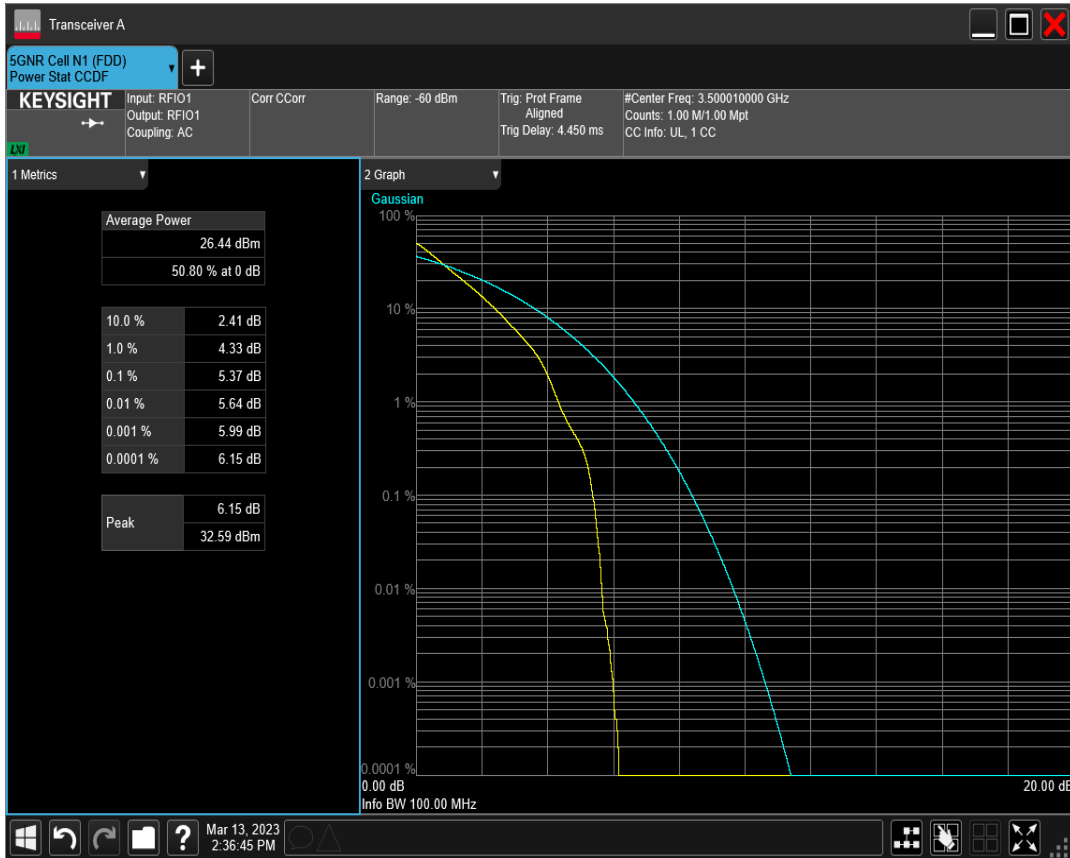 Transceiver A
5GNR Cell N1 (FDD)
Power Stat CCDF
+
KEYSIGHT
LXI
Input: RFIO1
Output: RFIO1
Coupling: AC
Corr CCorr
Range: -60 dBm
Trig: Prot Frame
Aligned
Trig Delay: 4.450 ms
#Center Freq: 3.500010000 GHz
Counts: 1.00 M/1.00 Mpt
CC Info: UL, 1 CC
1 Metrics
Average Power
26.44 dBm
50.80 % at 0 dB
10.0 % 2.41 dB
1.0 % 4.33 dB
0.1 % 5.37 dB
0.01 % 5.64 dB
0.001 % 5.99 dB
0.0001 % 6.15 dB
Peak
6.15 dB
32.59 dBm
2 Graph
Gaussian
100 %
10 %
1 %
0.1 %
0.01 %
0.001 %
0.0001 %
0.00 dB
20.00 dB
Info BW 100.00 MHz
?
Mar 13, 2023
2:36:45 PM